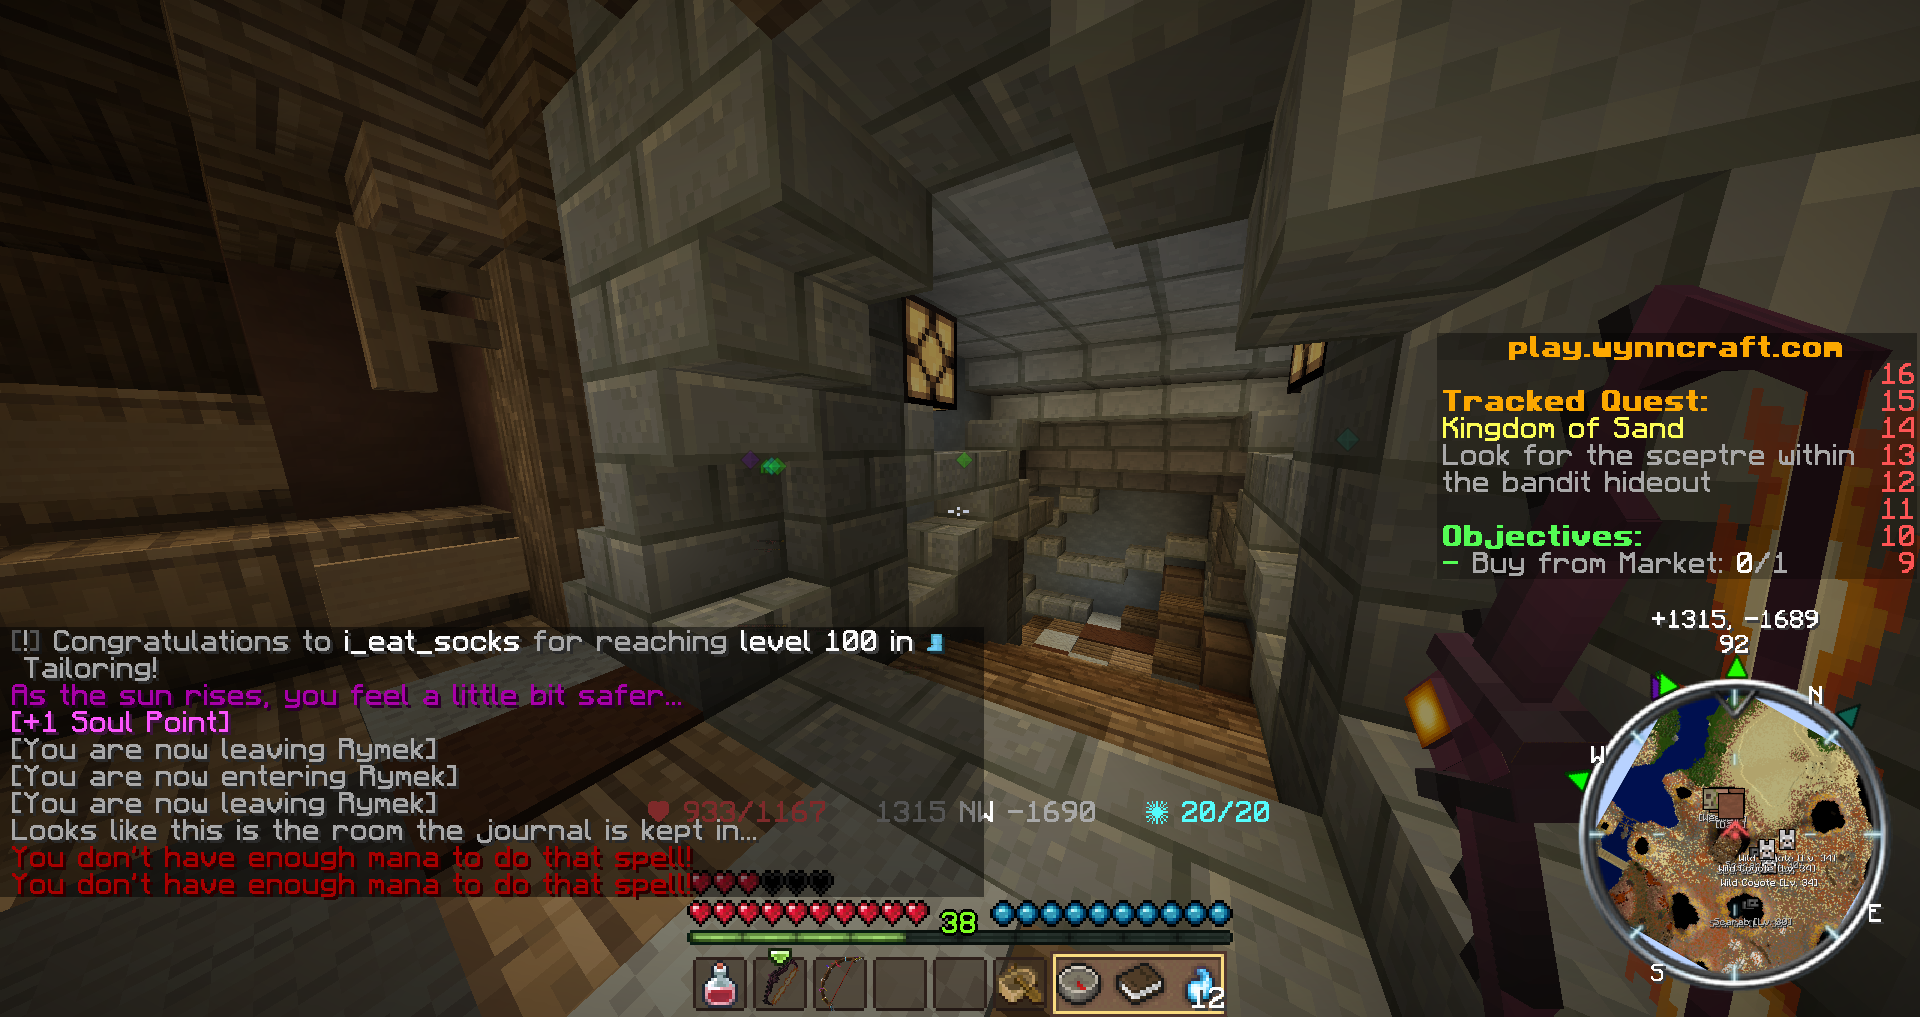 play.wynncraft.com
16
Tracked Quest: 15
Kingdom of Sand 14
Look for the sceptre within 13
the bandit hideout 12
11
Objectives: 10
- Buy from Market: 0/1 9
+1315, -1689
92
N
W
E
S
Wild Coyote [Lv. 34]
Scarab
[!] Congratulations to i_eat_socks for reaching level 100 in
Tailoring!
As the sun rises, you feel a little bit safer...
[+1 Soul Point]
[You are now leaving Rymek]
[You are now entering Rymek]
[You are now leaving Rymek]
Looks like this is the room the journal is kept in...
You don't have enough mana to do that spell!
You don't have enough mana to do that spell!
933/1167 1315 NW -1690 20/20
38
12